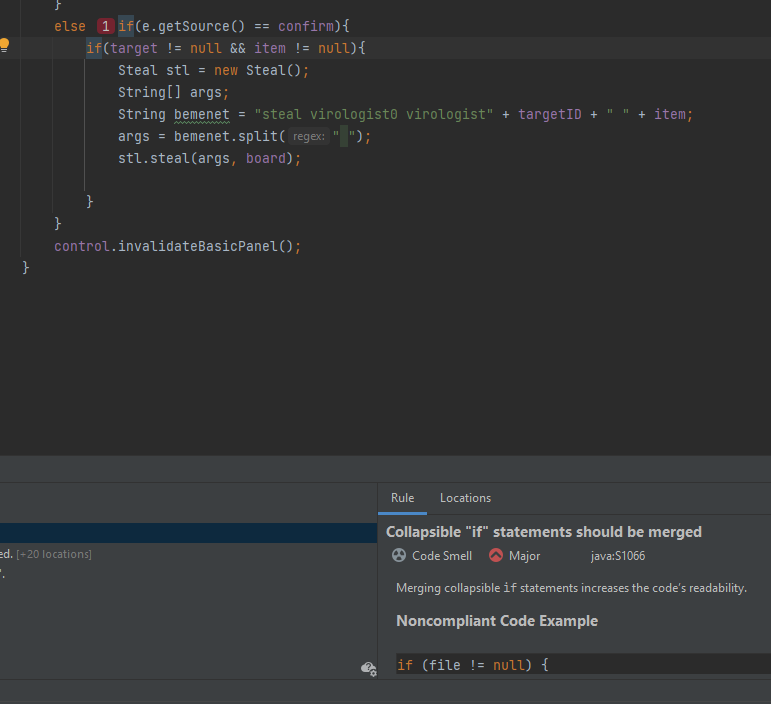 }
else 1 if(e.getSource() == confirm){
if(target != null && item != null){
Steal stl = new Steal();
String[] args;
String bemenet = "steal virologist0 virologist" + targetID + " " + item;
args = bemenet.split( regex: " ");
stl.steal(args, board);
}
}
control.invalidateBasicPanel();
}
Rule Locations
Collapsible "if" statements should be merged
ed. [+20 locations]
Code Smell Major java:S1066
'.
Merging collapsible if statements increases the code's readability.
Noncompliant Code Example
if (file != null) {